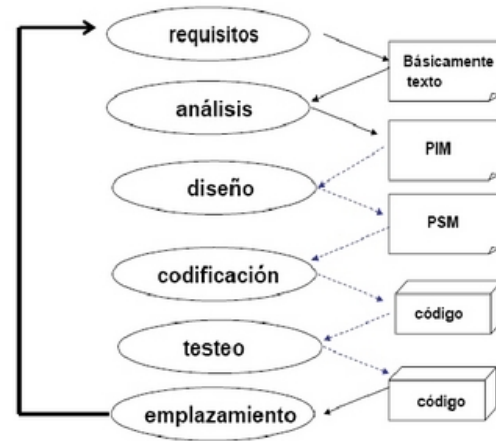 requisitos
Básicamente
texto
análisis
PIM
diseño
PSM
codificación
código
testeo
código
emplazamiento